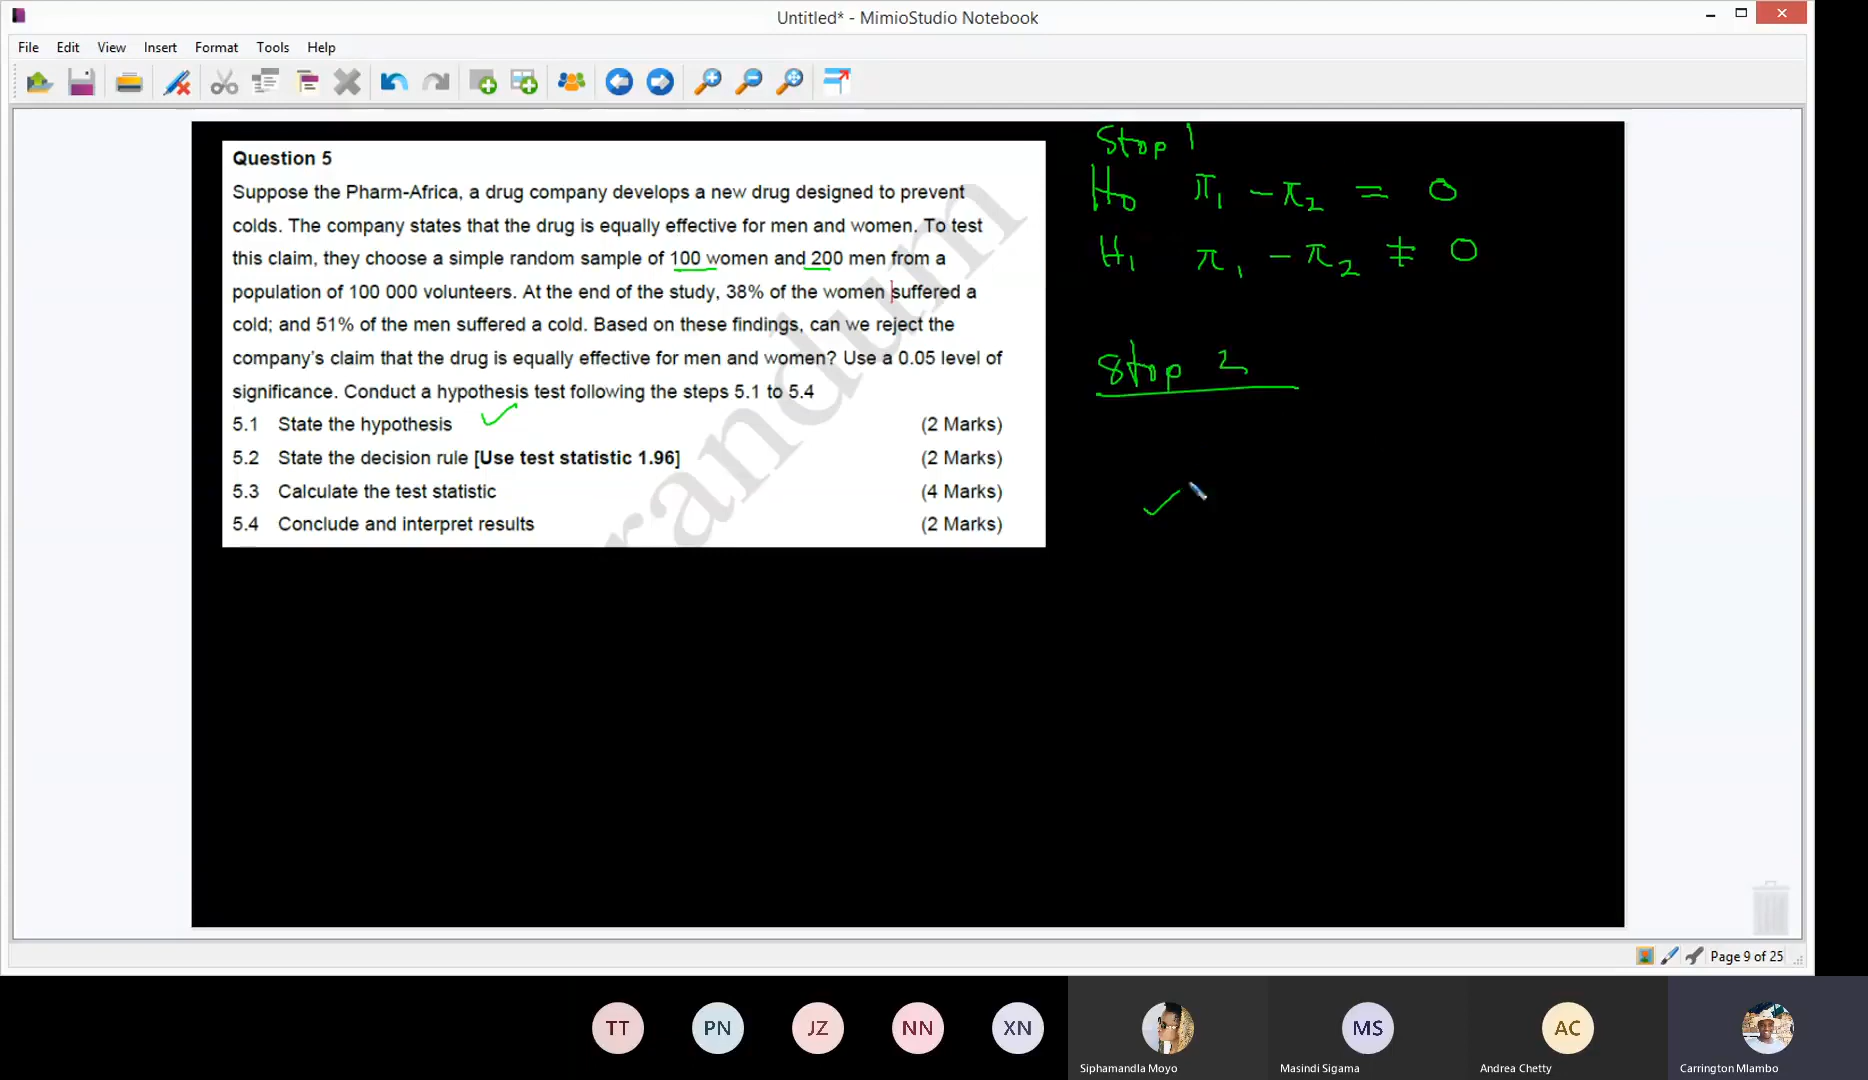 Untitled* - MimioStudio Notebook
File Edit View Insert Format Tools Help
Question 5
Suppose the Pharm-Africa, a drug company develops a new drug designed to prevent
colds. The company states that the drug is equally effective for men and women. To test
this claim, they choose a simple random sample of 100 women and 200 men from a
population of 100 000 volunteers. At the end of the study, 38% of the women suffered a
cold; and 51% of the men suffered a cold. Based on these findings, can we reject the
company's claim that the drug is equally effective for men and women? Use a 0.05 level of
significance. Conduct a hypothesis test following the steps 5.1 to 5.4
5.1 State the hypothesis (2 Marks)
5.2 State the decision rule [Use test statistic 1.96] (2 Marks)
5.3 Calculate the test statistic (4 Marks)
5.4 Conclude and interpret results (2 Marks)
randum
Stop 1
H₀ π₁ - π₂ = 0
H₁ π₁ - π₂ ≠ 0
Stop 2
Page 9 of 25
TT PN JZ NN XN MS AC
Siphamandla Moyo Masindi Sigama Andrea Chetty Carrington Mlambo